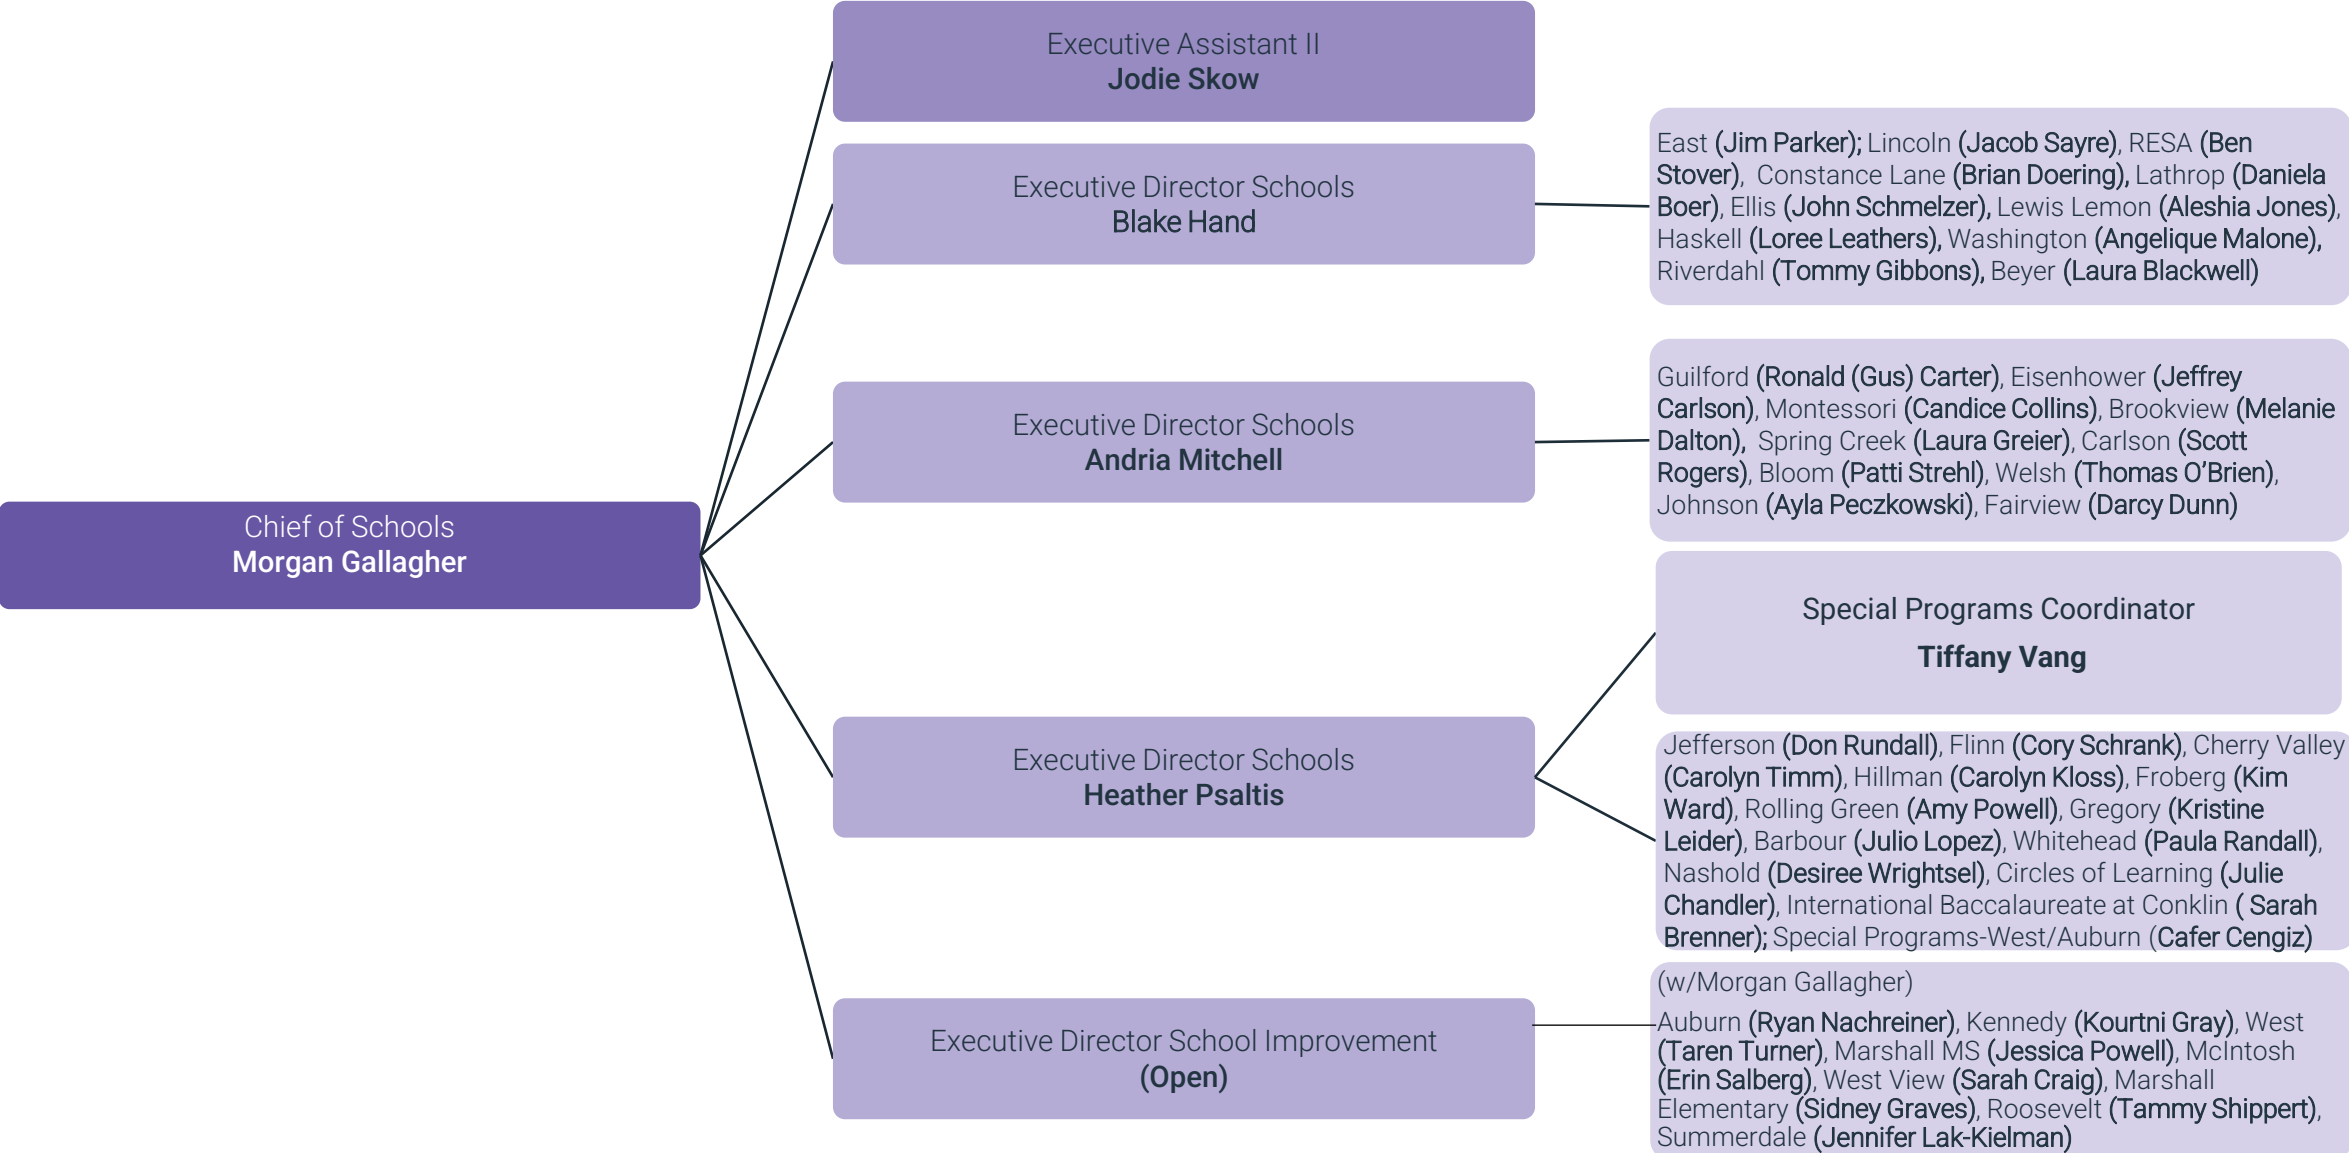 Executive Assistant II
Jodie Skow
Executive Director Schools
Blake Hand
East (Jim Parker); Lincoln (Jacob Sayre), RESA (Ben
Stover), Constance Lane (Brian Doering), Lathrop (Daniela
Boer), Ellis (John Schmelzer), Lewis Lemon (Aleshia Jones),
Haskell (Loree Leathers), Washington (Angelique Malone),
Riverdahl (Tommy Gibbons), Beyer (Laura Blackwell)
Executive Director Schools
Andria Mitchell
Guilford (Ronald (Gus) Carter), Eisenhower (Jeffrey
Carlson), Montessori (Candice Collins), Brookview (Melanie
Dalton), Spring Creek (Laura Greier), Carlson (Scott
Rogers), Bloom (Patti Strehl), Welsh (Thomas O’Brien),
Johnson (Ayla Peczkowski), Fairview (Darcy Dunn)
Chief of Schools
Morgan Gallagher
Special Programs Coordinator
Tiffany Vang
Executive Director Schools
Heather Psaltis
Jefferson (Don Rundall), Flinn (Cory Schrank), Cherry Valley
(Carolyn Timm), Hillman (Carolyn Kloss), Froberg (Kim
Ward), Rolling Green (Amy Powell), Gregory (Kristine
Leider), Barbour (Julio Lopez), Whitehead (Paula Randall),
Nashold (Desiree Wrightsel), Circles of Learning (Julie
Chandler), International Baccalaureate at Conklin ( Sarah
Brenner); Special Programs-West/Auburn (Cafer Cengiz)
Executive Director School Improvement
(Open)
(w/Morgan Gallagher)
Auburn (Ryan Nachreiner), Kennedy (Kourtni Gray), West
(Taren Turner), Marshall MS (Jessica Powell), McIntosh
(Erin Salberg), West View (Sarah Craig), Marshall
Elementary (Sidney Graves), Roosevelt (Tammy Shippert),
Summerdale (Jennifer Lak-Kielman)